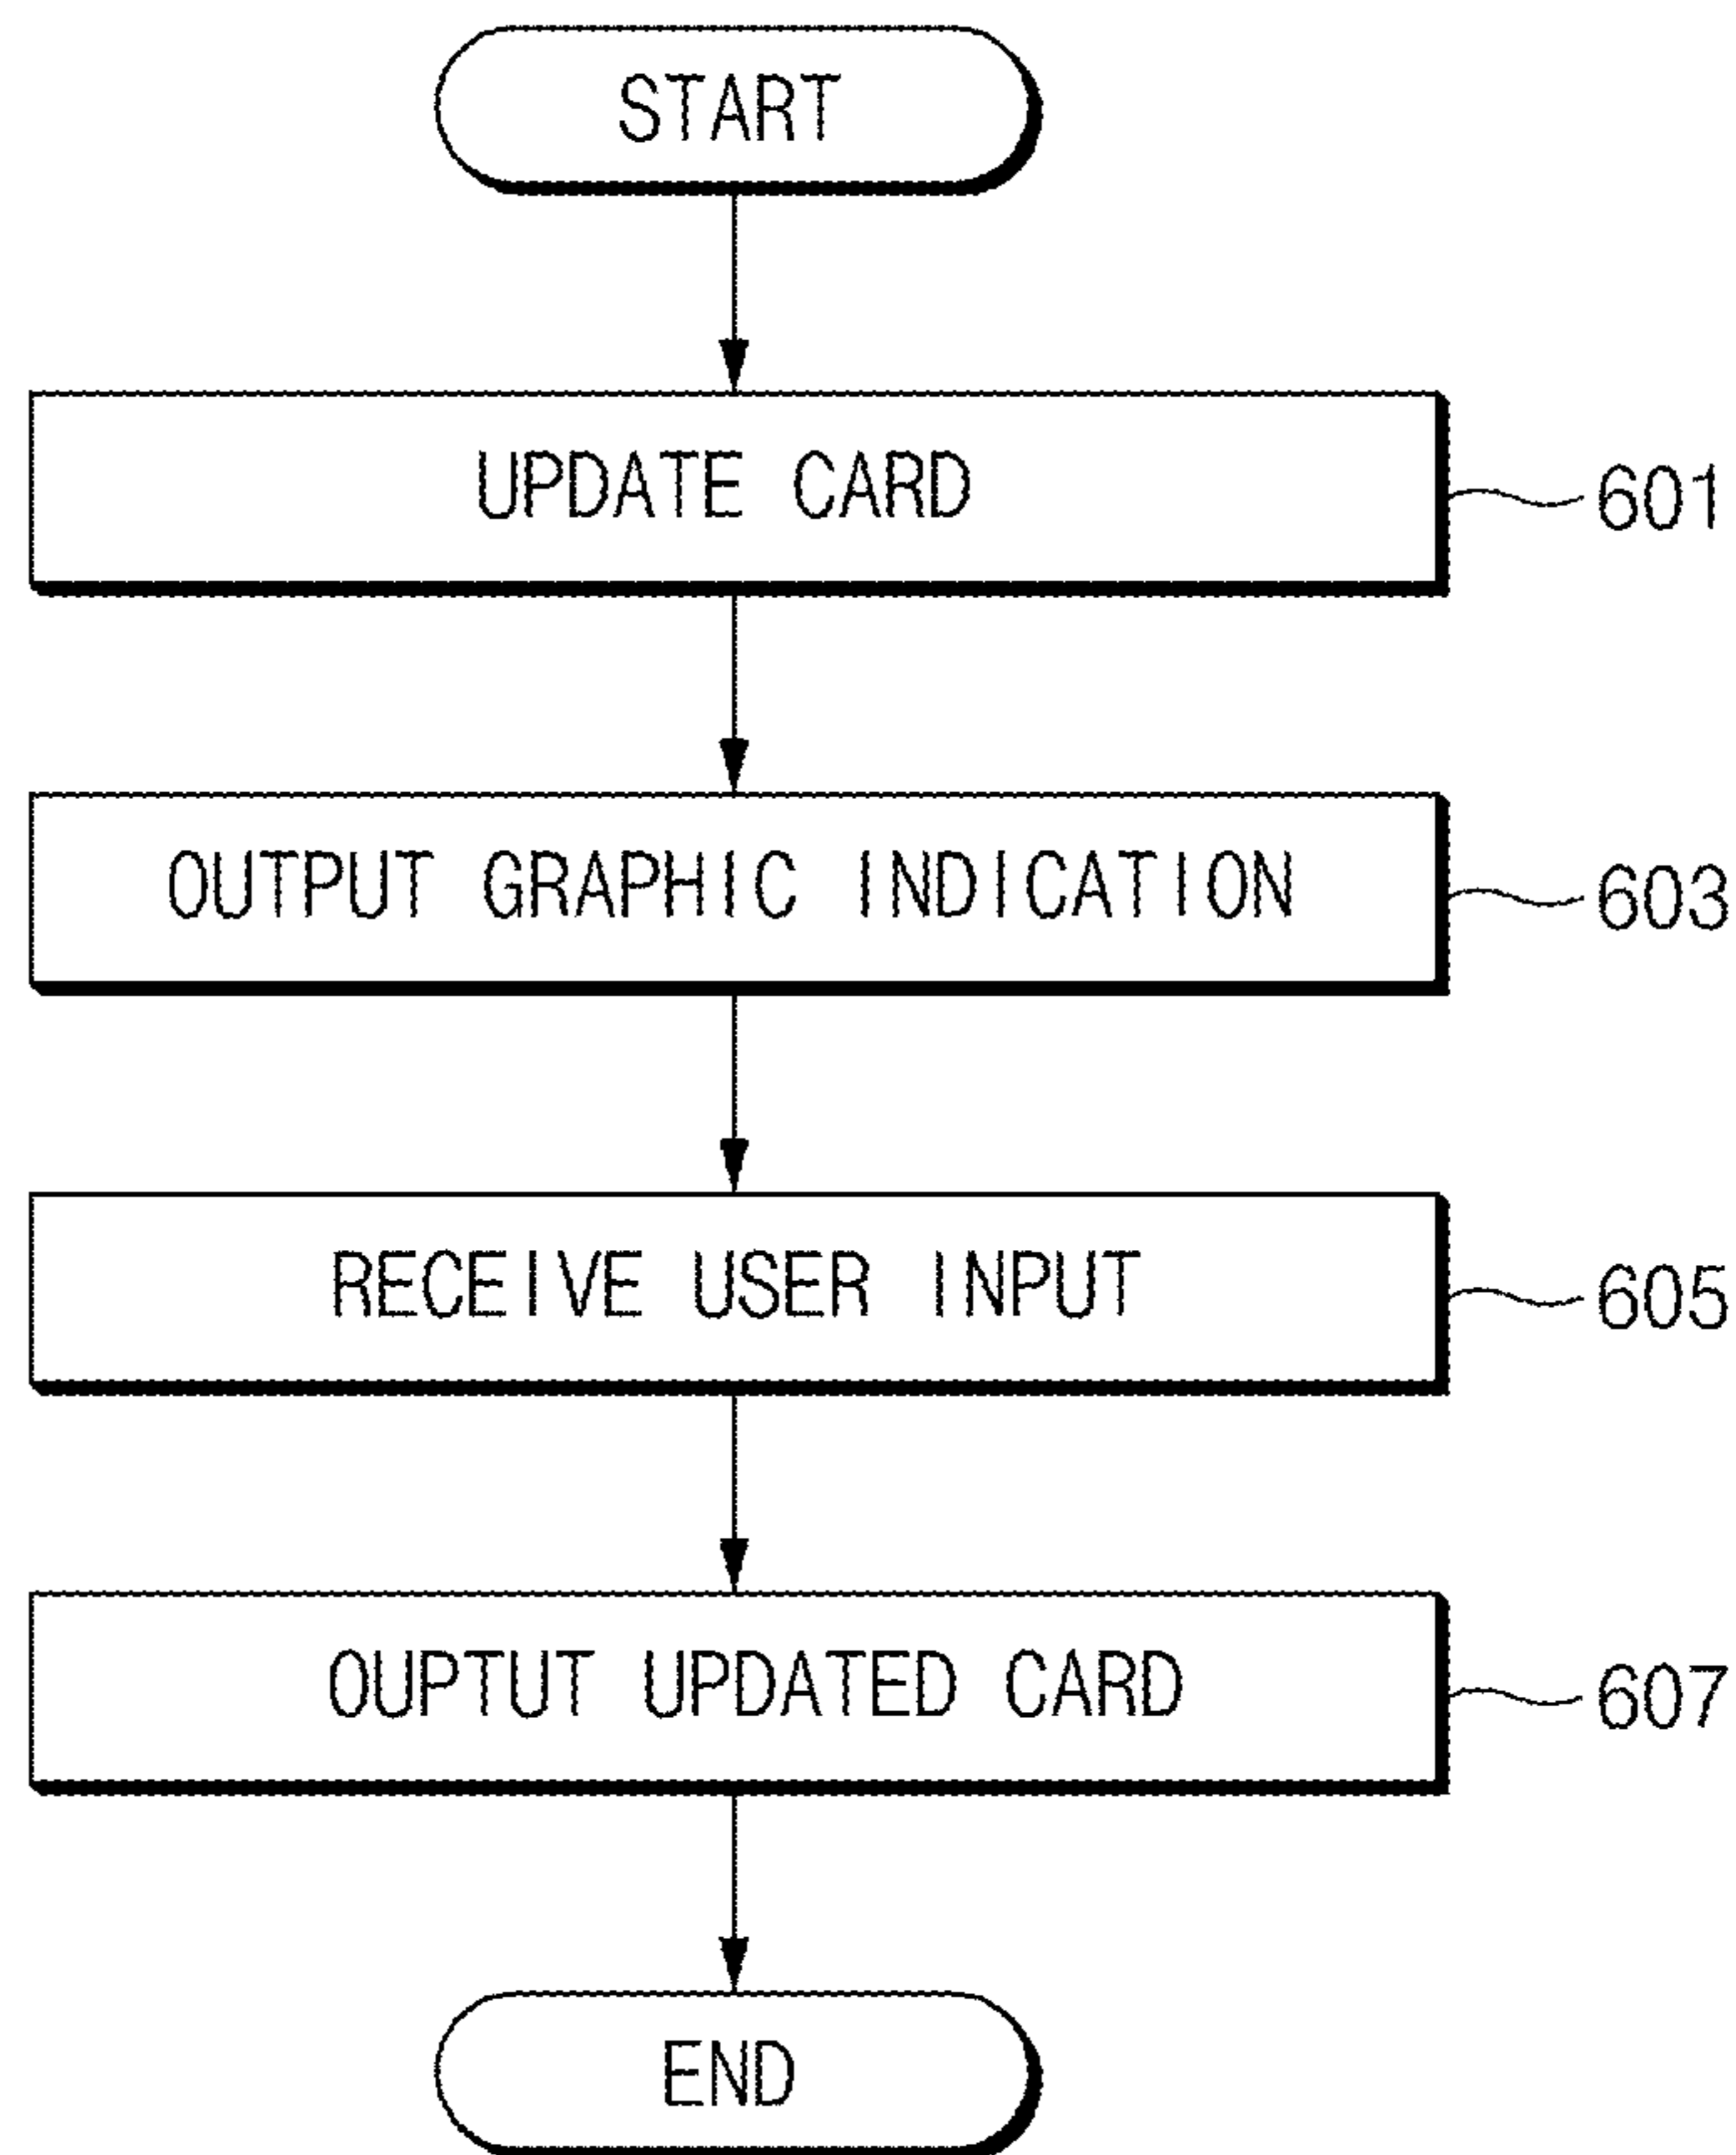 START
UPDATE CARD
601
OUTPUT GRAPHIC INDICATION
603
RECEIVE USER INPUT
605
OUPTUT UPDATED CARD
607
END